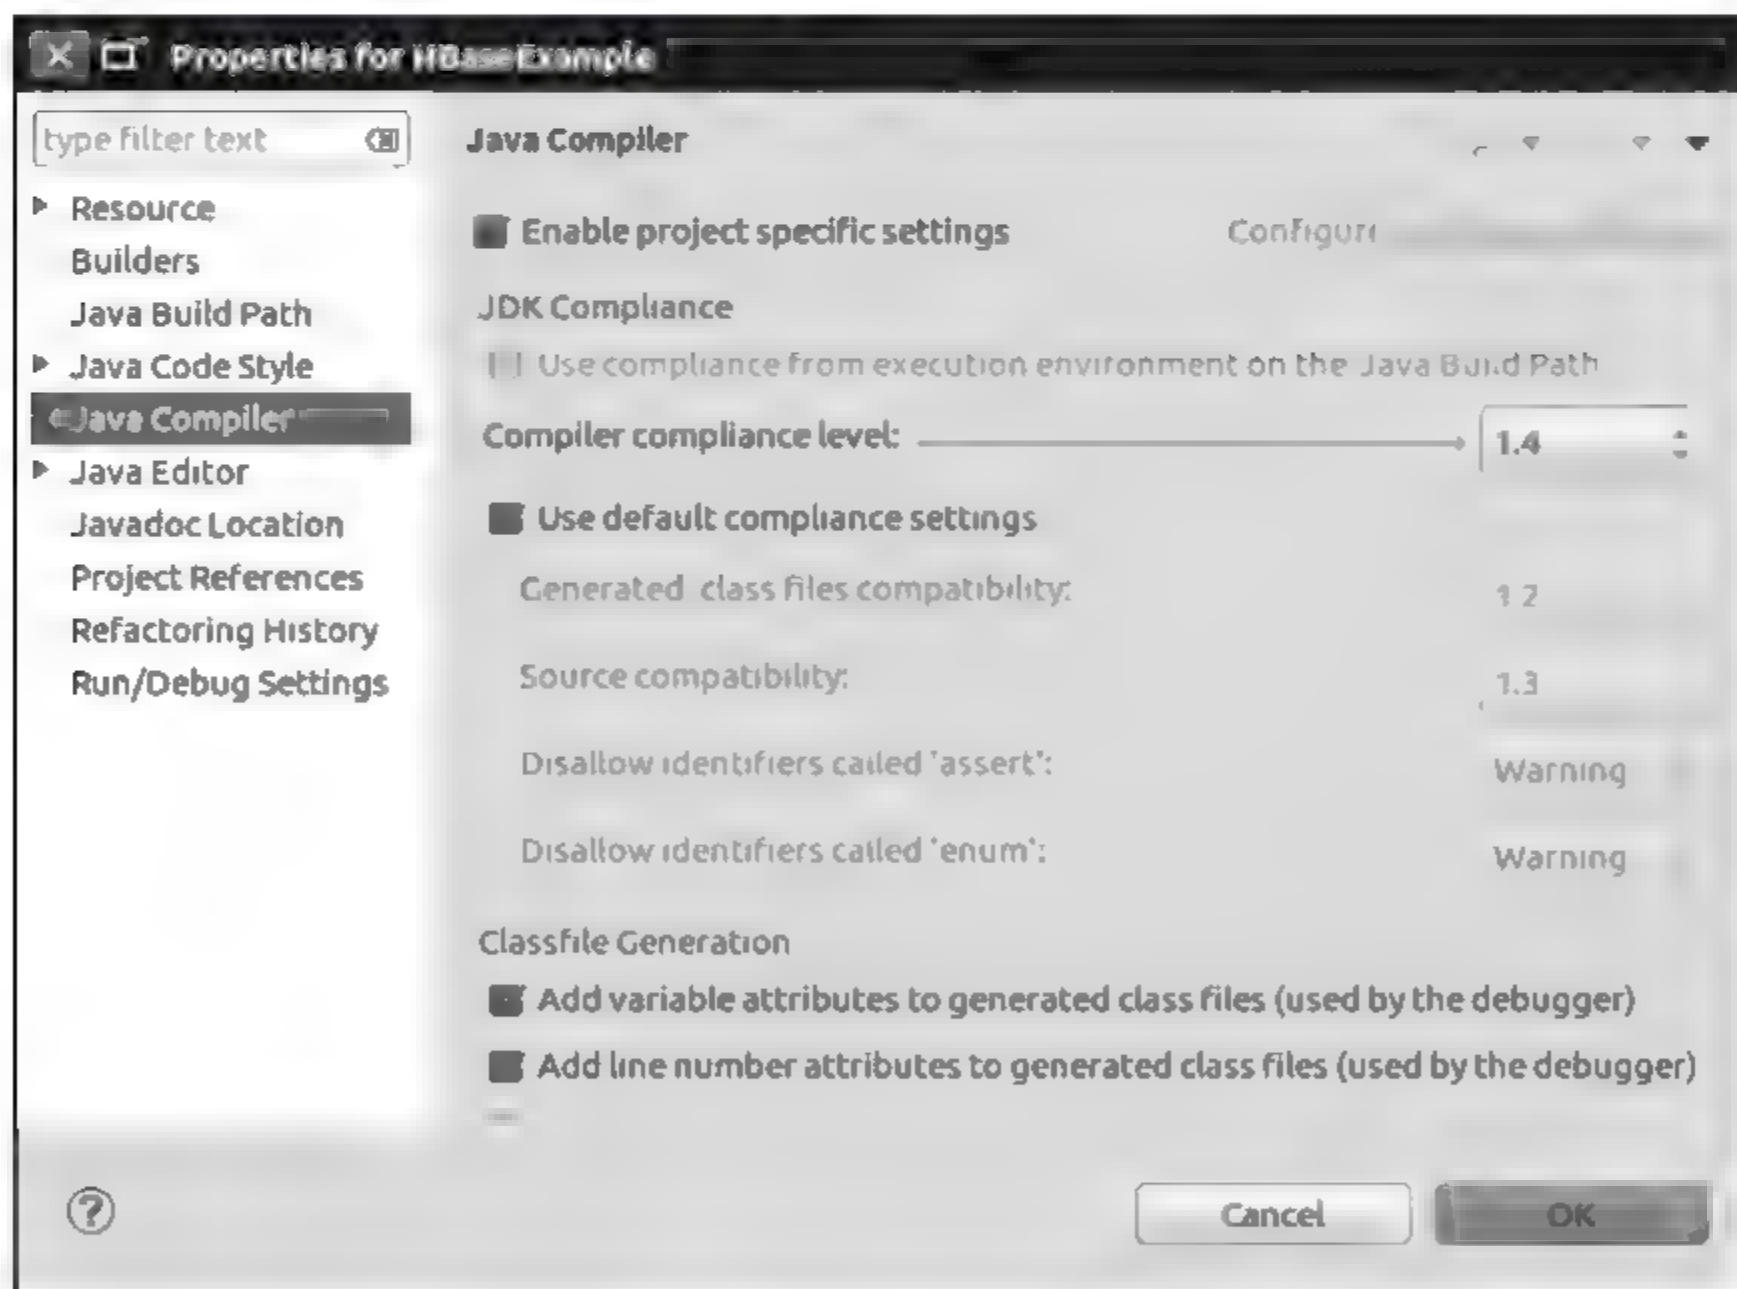 Properties for HBaseExample
type filter text
Resource
Builders
Java Build Path
Java Code Style
Java Compiler
Java Editor
Javadoc Location
Project References
Refactoring History
Run/Debug Settings
Java Compiler
Enable project specific settings
JDK Compliance
Use compliance from execution environment on the Java Build Path
Compiler compliance level: 1.4
Use default compliance settings
Generated class files compatibility: 1.2
Source compatibility: 1.3
Disallow identifiers called 'assert': Warning
Disallow identifiers called 'enum': Warning
Classfile Generation
Add variable attributes to generated class files (used by the debugger)
Add line number attributes to generated class files (used by the debugger)
Cancel OK